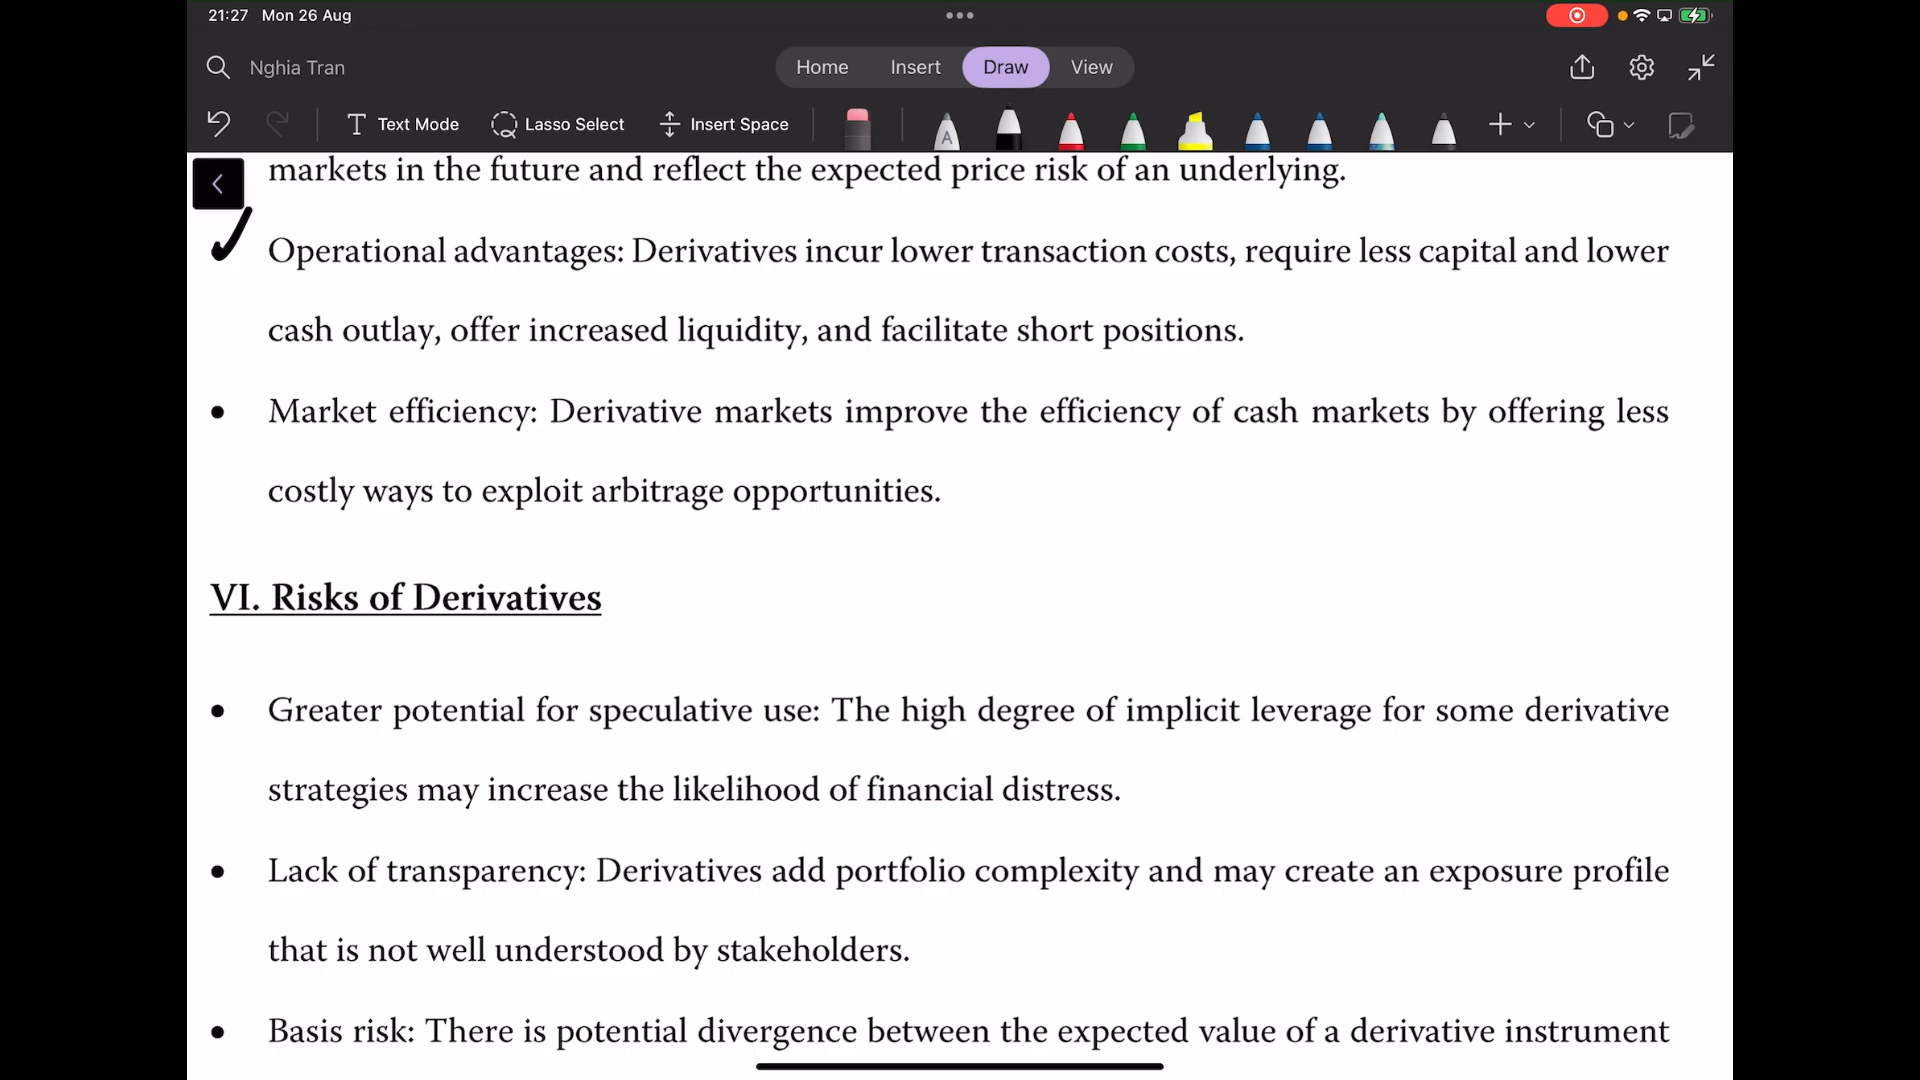 21:27 Mon 26 Aug
Nghia Tran
Home Insert Draw View
Text Mode Lasso Select Insert Space A
markets in the future and reflect the expected price risk of an underlying.
Operational advantages: Derivatives incur lower transaction costs, require less capital and lower
cash outlay, offer increased liquidity, and facilitate short positions.
• Market efficiency: Derivative markets improve the efficiency of cash markets by offering less
costly ways to exploit arbitrage opportunities.
VI. Risks of Derivatives
• Greater potential for speculative use: The high degree of implicit leverage for some derivative
strategies may increase the likelihood of financial distress.
• Lack of transparency: Derivatives add portfolio complexity and may create an exposure profile
that is not well understood by stakeholders.
• Basis risk: There is potential divergence between the expected value of a derivative instrument